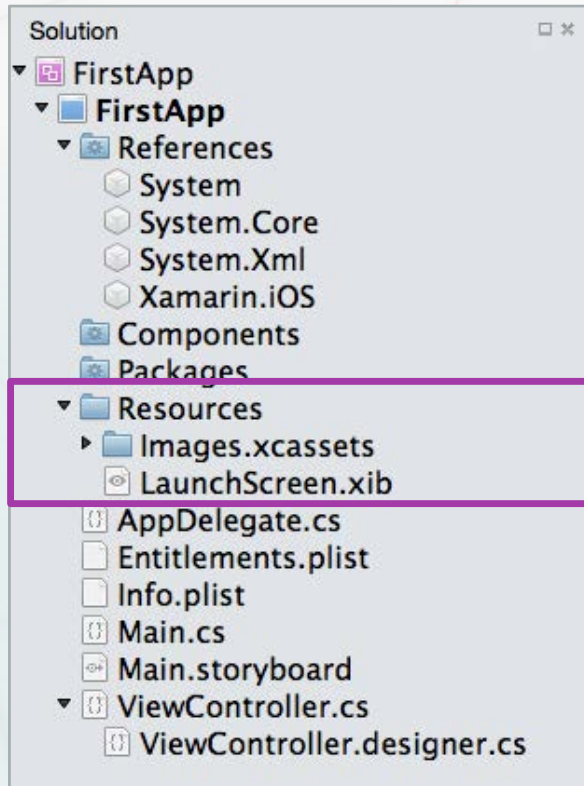 Solution
FirstApp
FirstApp
References
System
System.Core
System.Xml
Xamarin.iOS
Components
Packages
Resources
Images.xcassets
LaunchScreen.xib
AppDelegate.cs
Entitlements.plist
Info.plist
Main.cs
Main.storyboard
ViewController.cs
ViewController.designer.cs